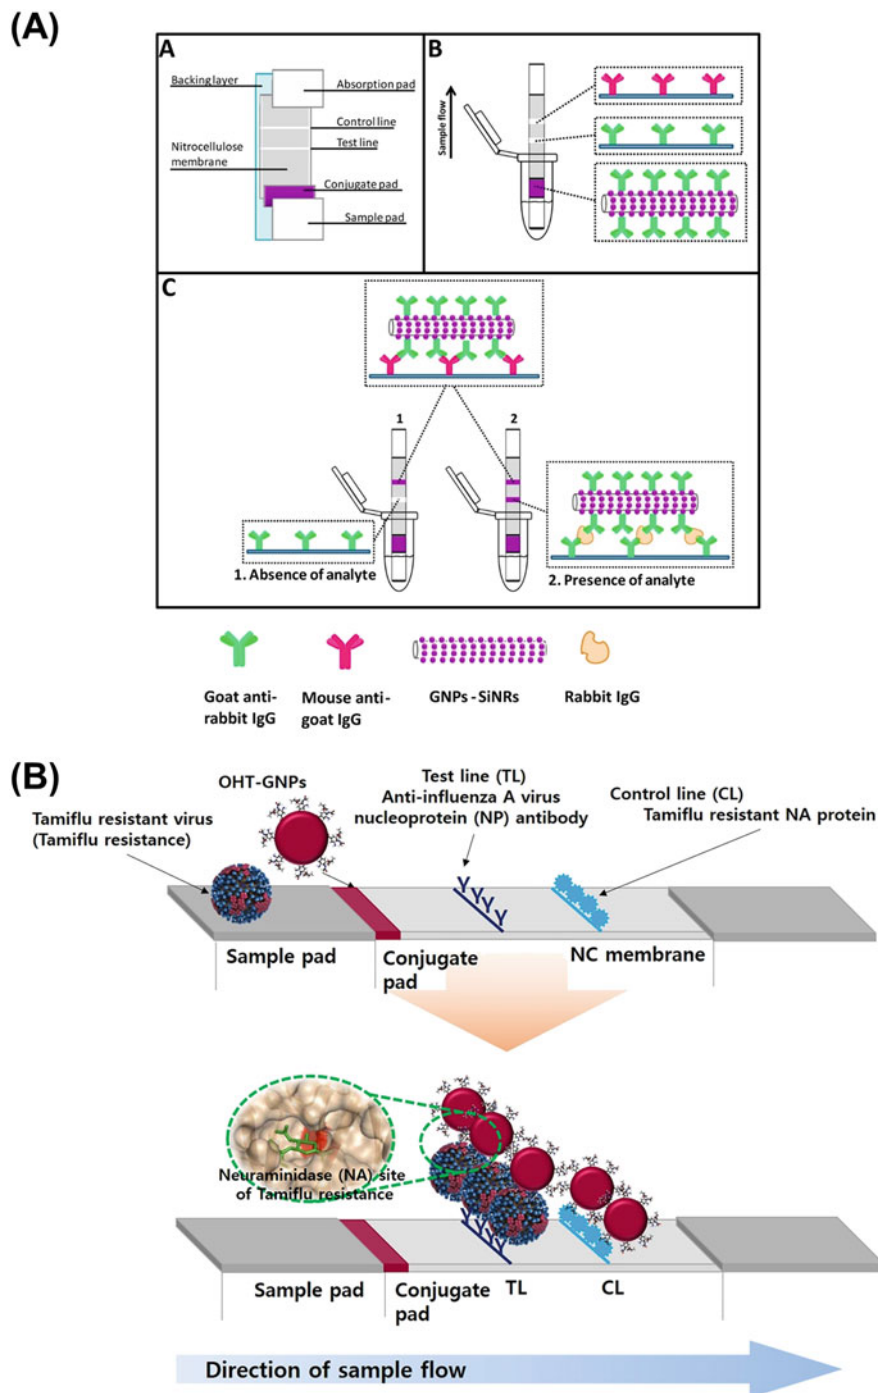 (A)
A
Backing layer
Absorption pad
Control line
Test line
Nitrocellulose
membrane
Conjugate pad
Sample pad
B
Sample flow
C
1
2
1. Absence of analyte
2. Presence of analyte
Goat anti-
rabbit IgG
Mouse anti-
goat IgG
GNPs - SiNRs
Rabbit IgG
(B)
OHT-GNPs
Tamiflu resistant virus
(Tamiflu resistance)
Test line (TL)
Anti-influenza A virus
nucleoprotein (NP) antibody
Control line (CL)
Tamiflu resistant NA protein
Sample pad
Conjugate
pad
NC membrane
Neuraminidase (NA) site
of Tamiflu resistance
Sample pad
Conjugate
pad
TL
CL
Direction of sample flow